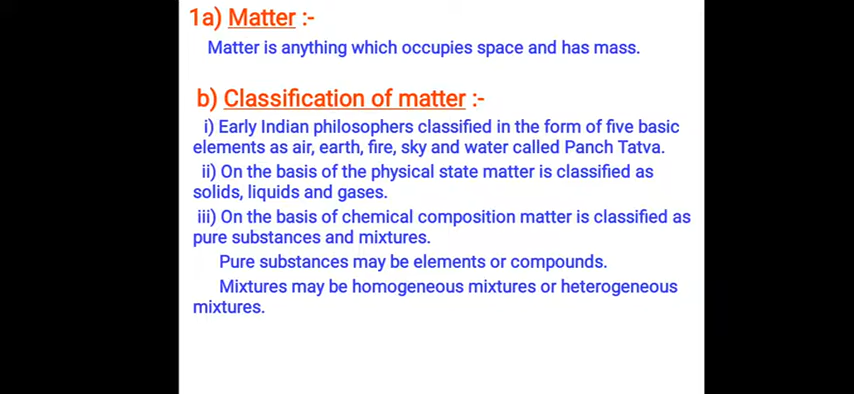 1a) Matter :-
Matter is anything which occupies space and has mass.
b) Classification of matter :-
i) Early Indian philosophers classified in the form of five basic
elements as air, earth, fire, sky and water called Panch Tatva.
ii) On the basis of the physical state matter is classified as
solids, liquids and gases.
iii) On the basis of chemical composition matter is classified as
pure substances and mixtures.
Pure substances may be elements or compounds.
Mixtures may be homogeneous mixtures or heterogeneous
mixtures.